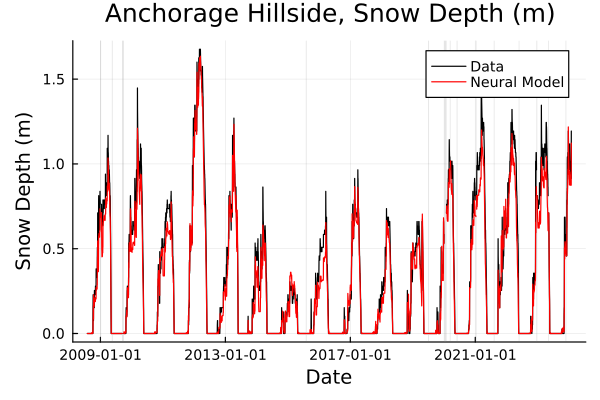 Anchorage Hillside, Snow Depth (m)
Data
Neural Model
Snow Depth (m)
1.5
1.0
0.5
0.0
2009-01-01 2013-01-01 2017-01-01 2021-01-01
Date